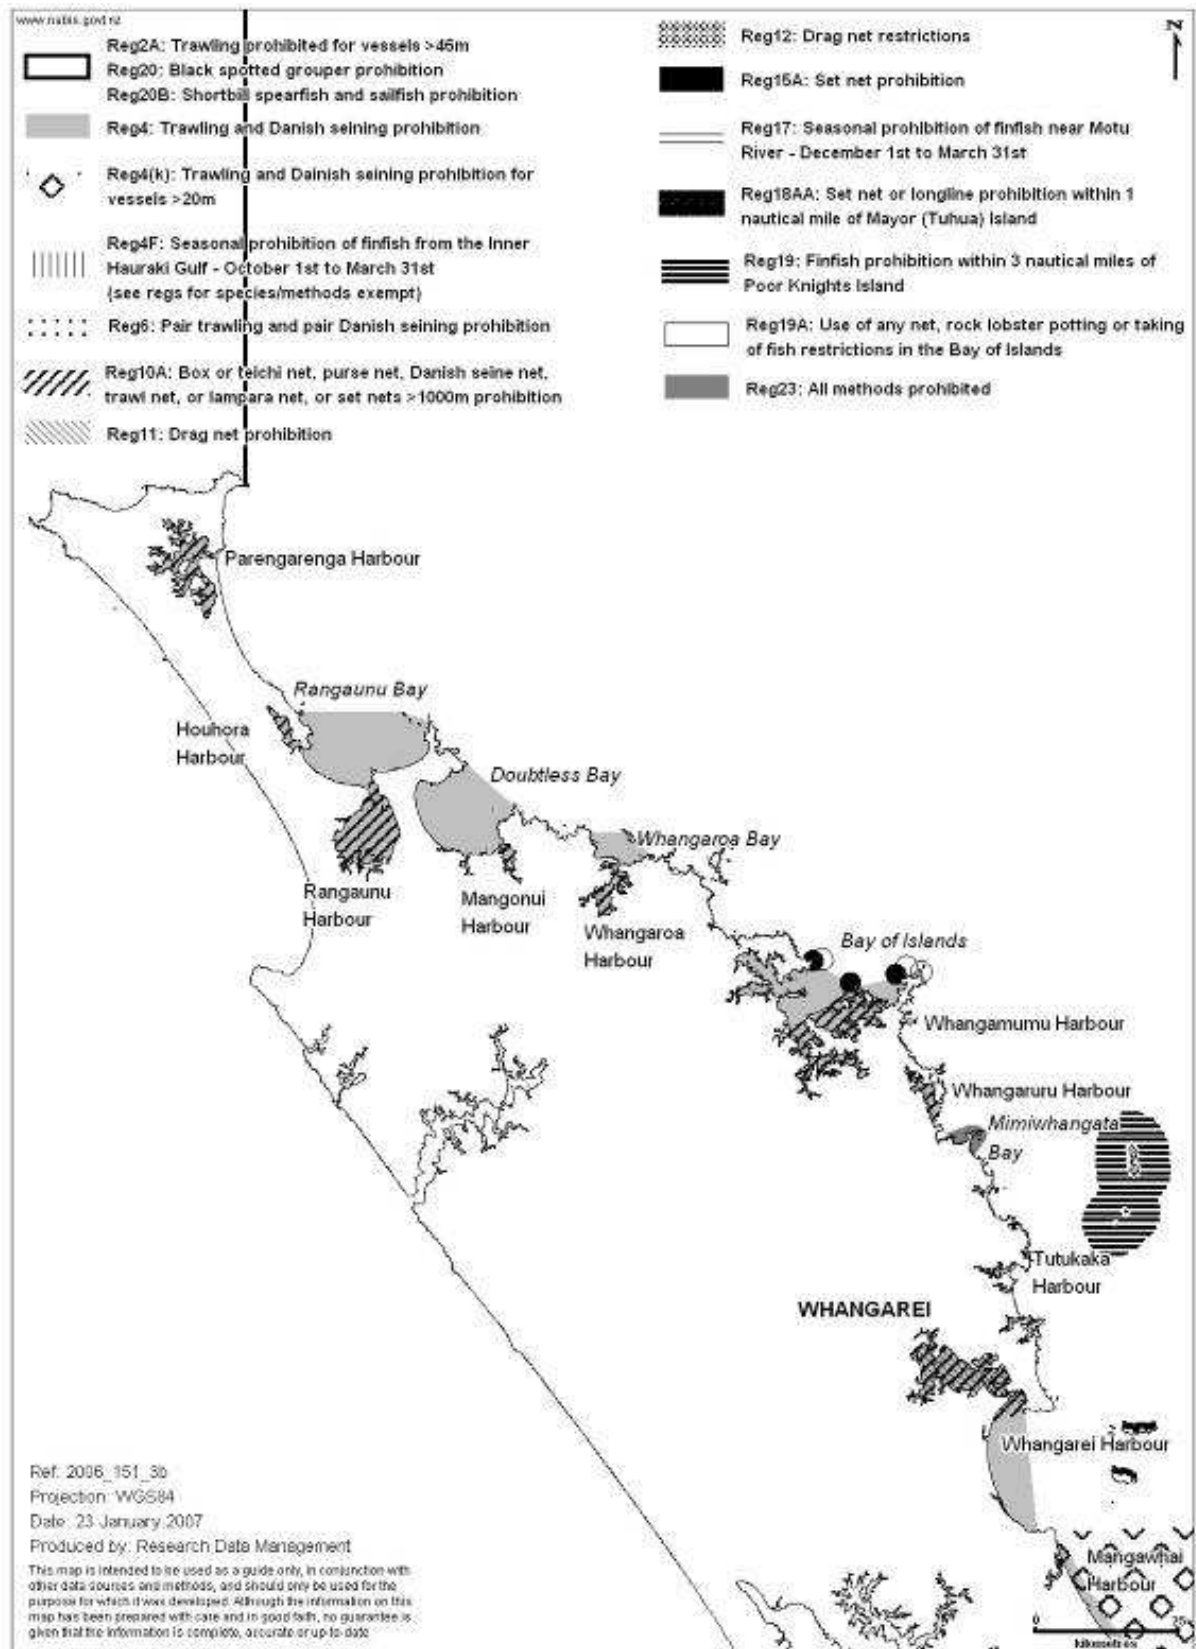 www.nabis.govt.nz
Reg2A: Trawling prohibited for vessels >46m
Reg20: Black spotted grouper prohibition
Reg20B: Shortbill spearfish and sailfish prohibition
Reg4: Trawling and Danish seining prohibition
Reg4(k): Trawling and Dainish seining prohibition for
vessels >20m
Reg4F: Seasonal prohibition of finfish from the Inner
Hauraki Gulf - October 1st to March 31st
(see regs for species/methods exempt)
Reg6: Pair trawling and pair Danish seining prohibition
Reg10A: Box or teichi net, purse net, Danish seine net,
trawl net, or lampara net, or set nets >1000m prohibition
Reg11: Drag net prohibition
Reg12: Drag net restrictions
Reg15A: Set net prohibition
Reg17: Seasonal prohibition of finfish near Motu
River - December 1st to March 31st
Reg18AA: Set net or longline prohibition within 1
nautical mile of Mayor (Tuhua) Island
Reg19: Finfish prohibition within 3 nautical miles of
Poor Knights Island
Reg19A: Use of any net, rock lobster potting or taking
of fish restrictions in the Bay of Islands
Reg23: All methods prohibited
N
Parengarenga Harbour
Rangaunu Bay
Houhora
Harbour
Doubtless Bay
Whangaroa Bay
Rangaunu
Harbour
Mangonui
Harbour
Whangaroa
Harbour
Bay of Islands
Whangamumu Harbour
Whangaruru Harbour
Mimiwhangata
Bay
Tutukaka
Harbour
WHANGAREI
Whangarei Harbour
Mangawhai
Harbour
0 25
kilometres
Ref: 2006_151_3b
Projection: WGS84
Date: 23 January 2007
Produced by: Research Data Management
This map is intended to be used as a guide only, in conjunction with
other data sources and methods, and should only be used for the
purpose for which it was developed. Although the information on this
map has been prepared with care and in good faith, no guarantee is
given that the information is complete, accurate or up-to-date